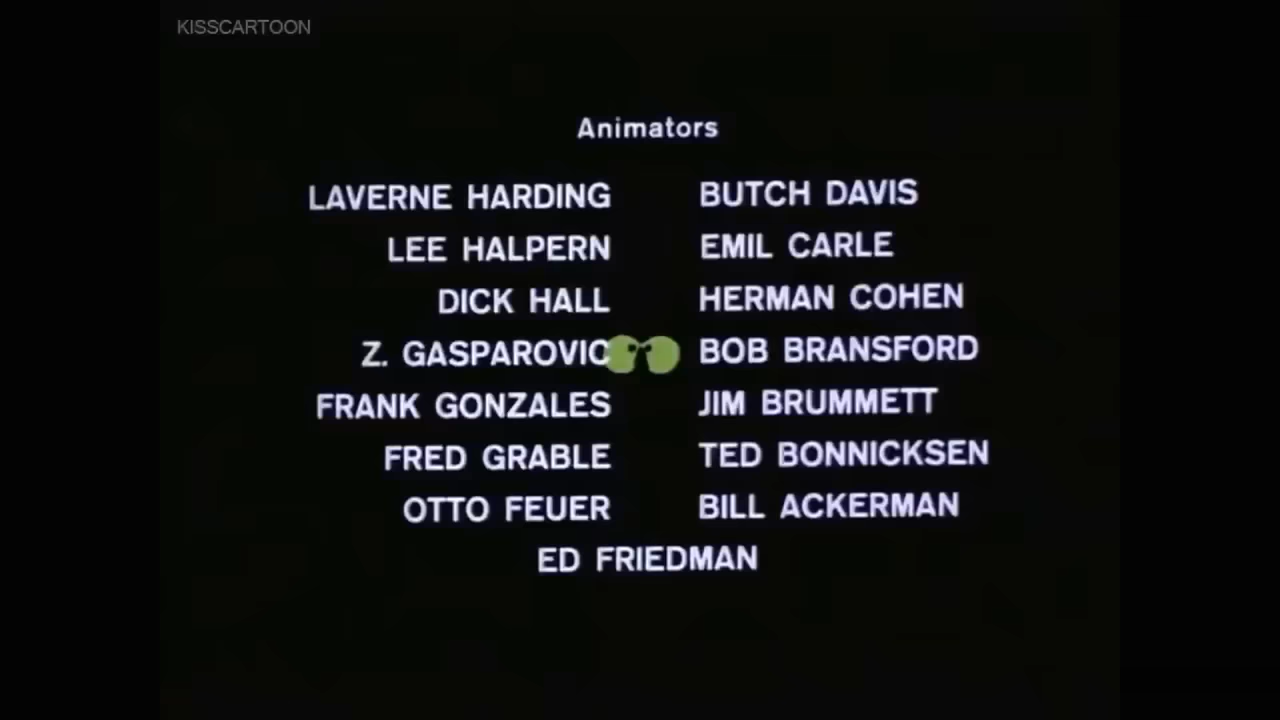 KISSCARTOON
Animators
LAVERNE HARDING BUTCH DAVIS
LEE HALPERN EMIL CARLE
DICK HALL HERMAN COHEN
Z. GASPAROVIC BOB BRANSFORD
FRANK GONZALES JIM BRUMMETT
FRED GRABLE TED BONNICKSEN
OTTO FEUER BILL ACKERMAN
ED FRIEDMAN